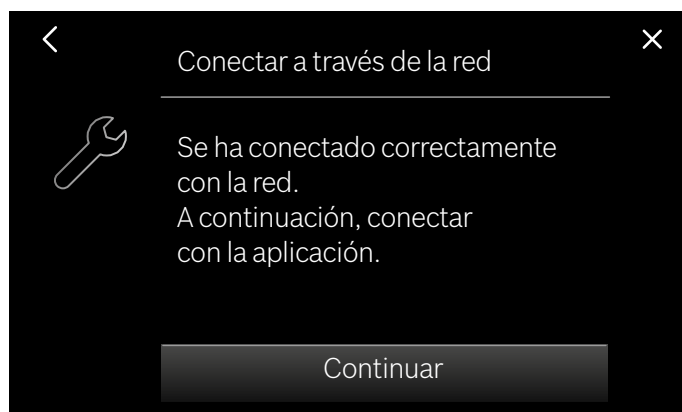 Conectar a través de la red
Se ha conectado correctamente
con la red.
A continuación, conectar
con la aplicación.
Continuar